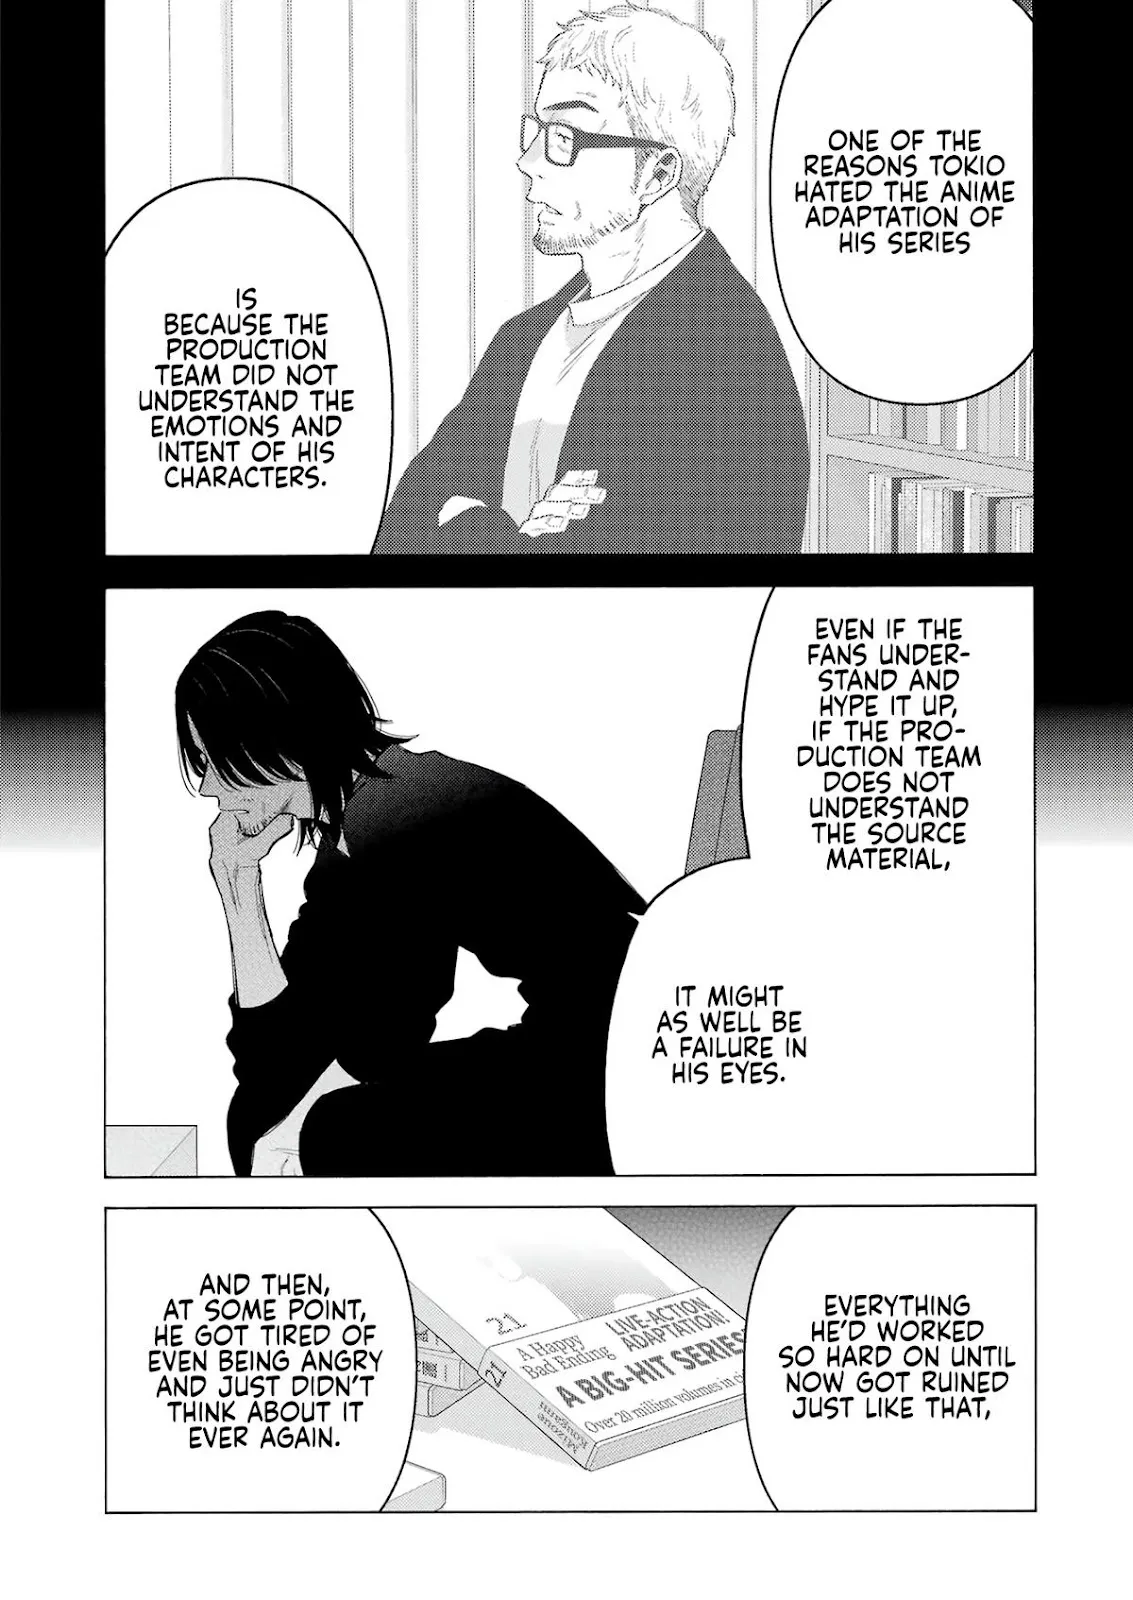 ONE OF THE
REASONS TOKIO
HATED THE ANIME
ADAPTATION OF
HIS SERIES
IS
BECAUSE THE
PRODUCTION
TEAM DID NOT
UNDERSTAND THE
EMOTIONS AND
INTENT OF HIS
CHARACTERS.
EVEN IF THE
FANS UNDER-
STAND AND
HYPE IT UP,
IF THE PRO-
DUCTION TEAM
DOES NOT
UNDERSTAND
THE SOURCE
MATERIAL,
IT MIGHT
AS WELL BE
A FAILURE IN
HIS EYES.
EVERYTHING
HE'D WORKED
SO HARD ON UNTIL
NOW GOT RUINED
JUST LIKE THAT,
21
21
A Happy
Bad Ending
LIVE-ACTION
ADAPTATION!
A BIG-HIT SERIES
Over 20 million volumes in
AND THEN,
AT SOME POINT,
HE GOT TIRED OF
EVEN BEING ANGRY
AND JUST DIDN'T
THINK ABOUT IT
EVER AGAIN.